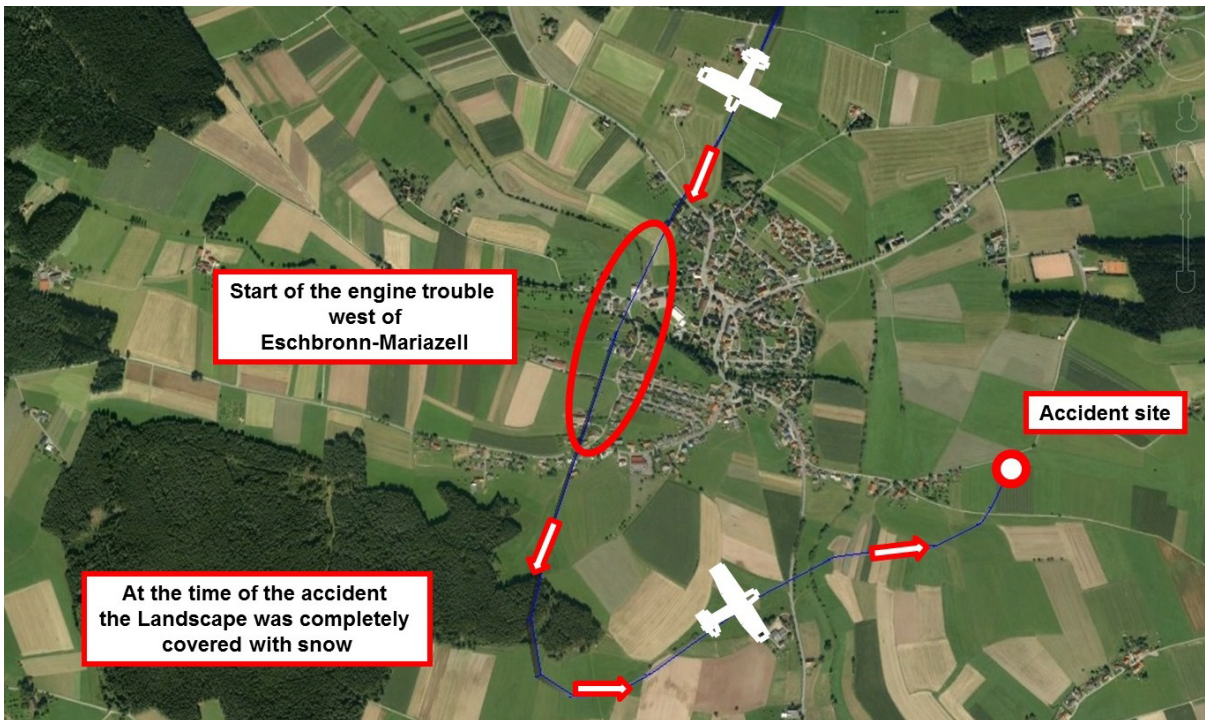 Start of the engine trouble
west of
Eschbronn-Mariazell
Accident site
At the time of the accident
the Landscape was completely
covered with snow